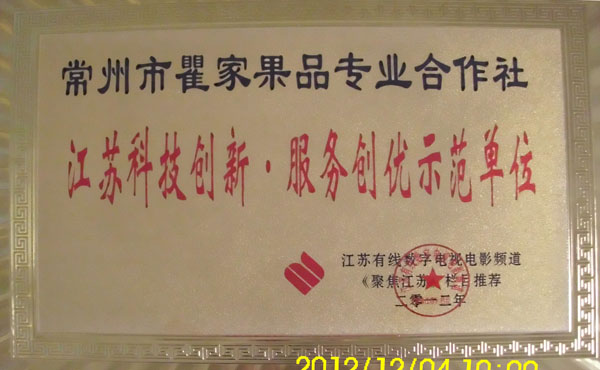 常州市瞿家果品专业合作社
江苏科技创新·服务创优示范单位
江苏有线数字电视电影频道
《聚焦江苏》栏目推荐
二零一二年
2012/12/04